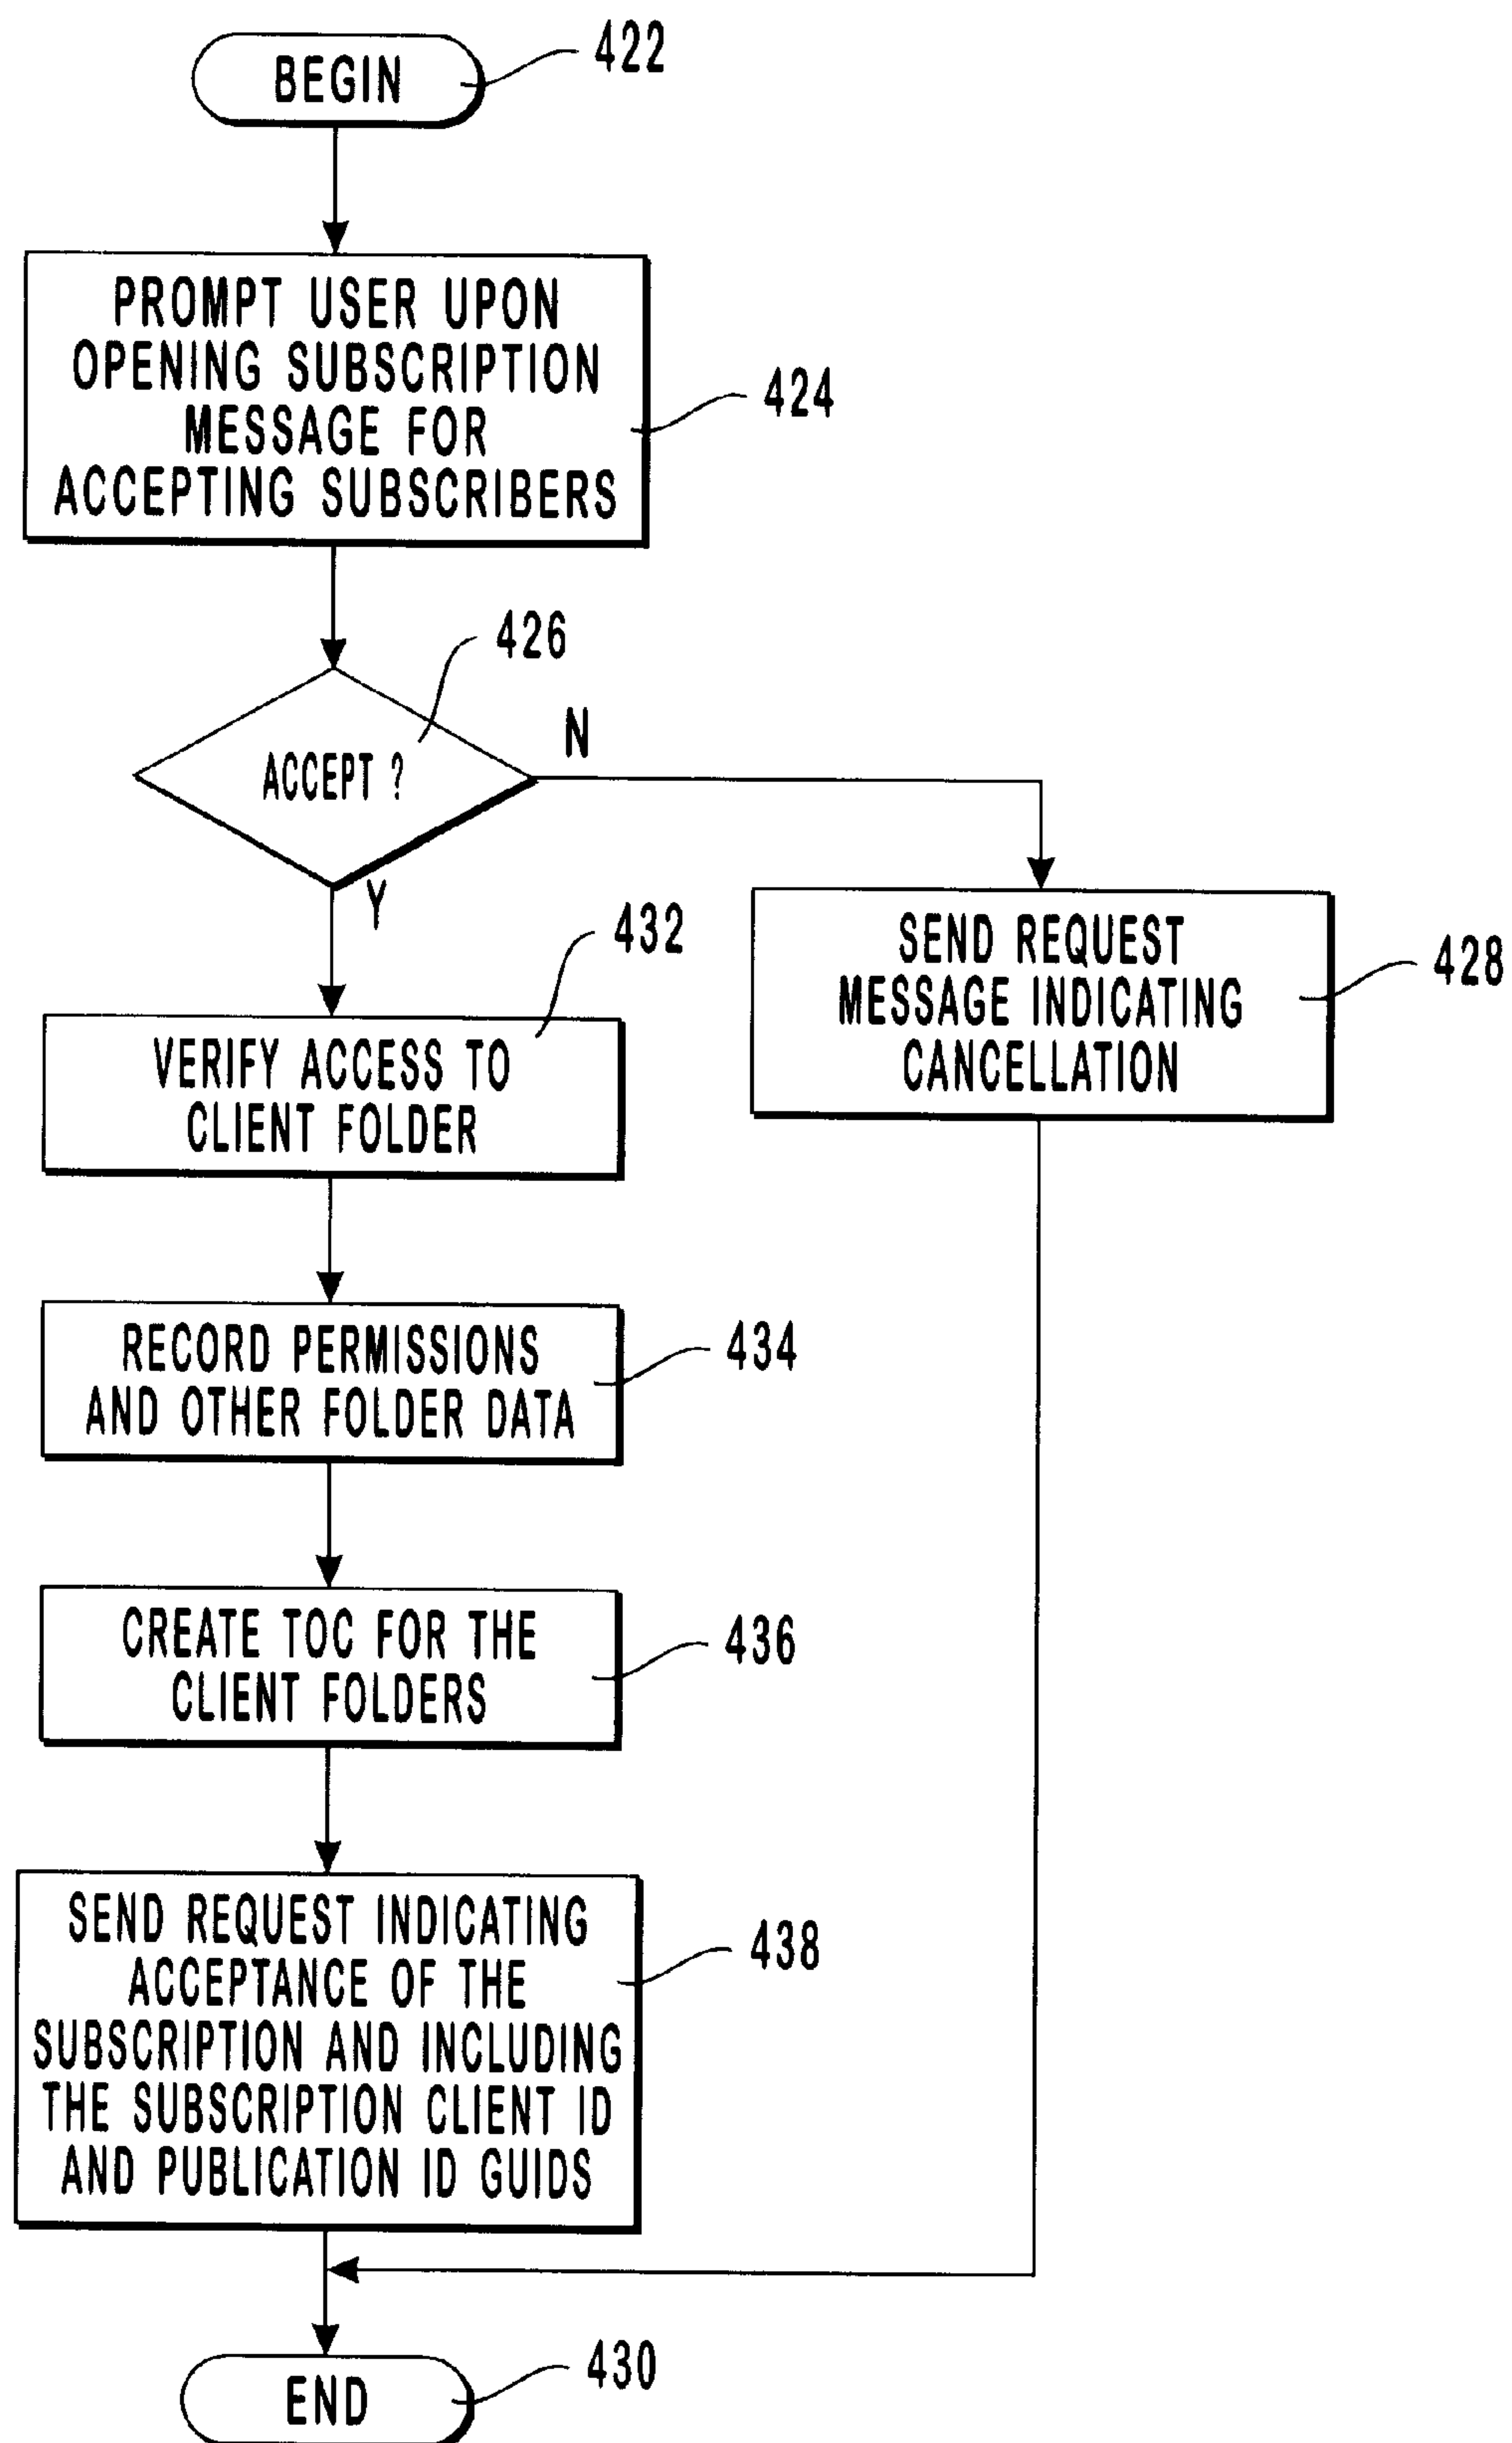 BEGIN
422
PROMPT USER UPON
OPENING SUBSCRIPTION
MESSAGE FOR
ACCEPTING SUBSCRIBERS
424
426
ACCEPT ?
N
Y
432
VERIFY ACCESS TO
CLIENT FOLDER
SEND REQUEST
MESSAGE INDICATING
CANCELLATION
428
RECORD PERMISSIONS
AND OTHER FOLDER DATA
434
CREATE TOC FOR THE
CLIENT FOLDERS
436
SEND REQUEST INDICATING
ACCEPTANCE OF THE
SUBSCRIPTION AND INCLUDING
THE SUBSCRIPTION CLIENT ID
AND PUBLICATION ID GUIDS
438
END
430